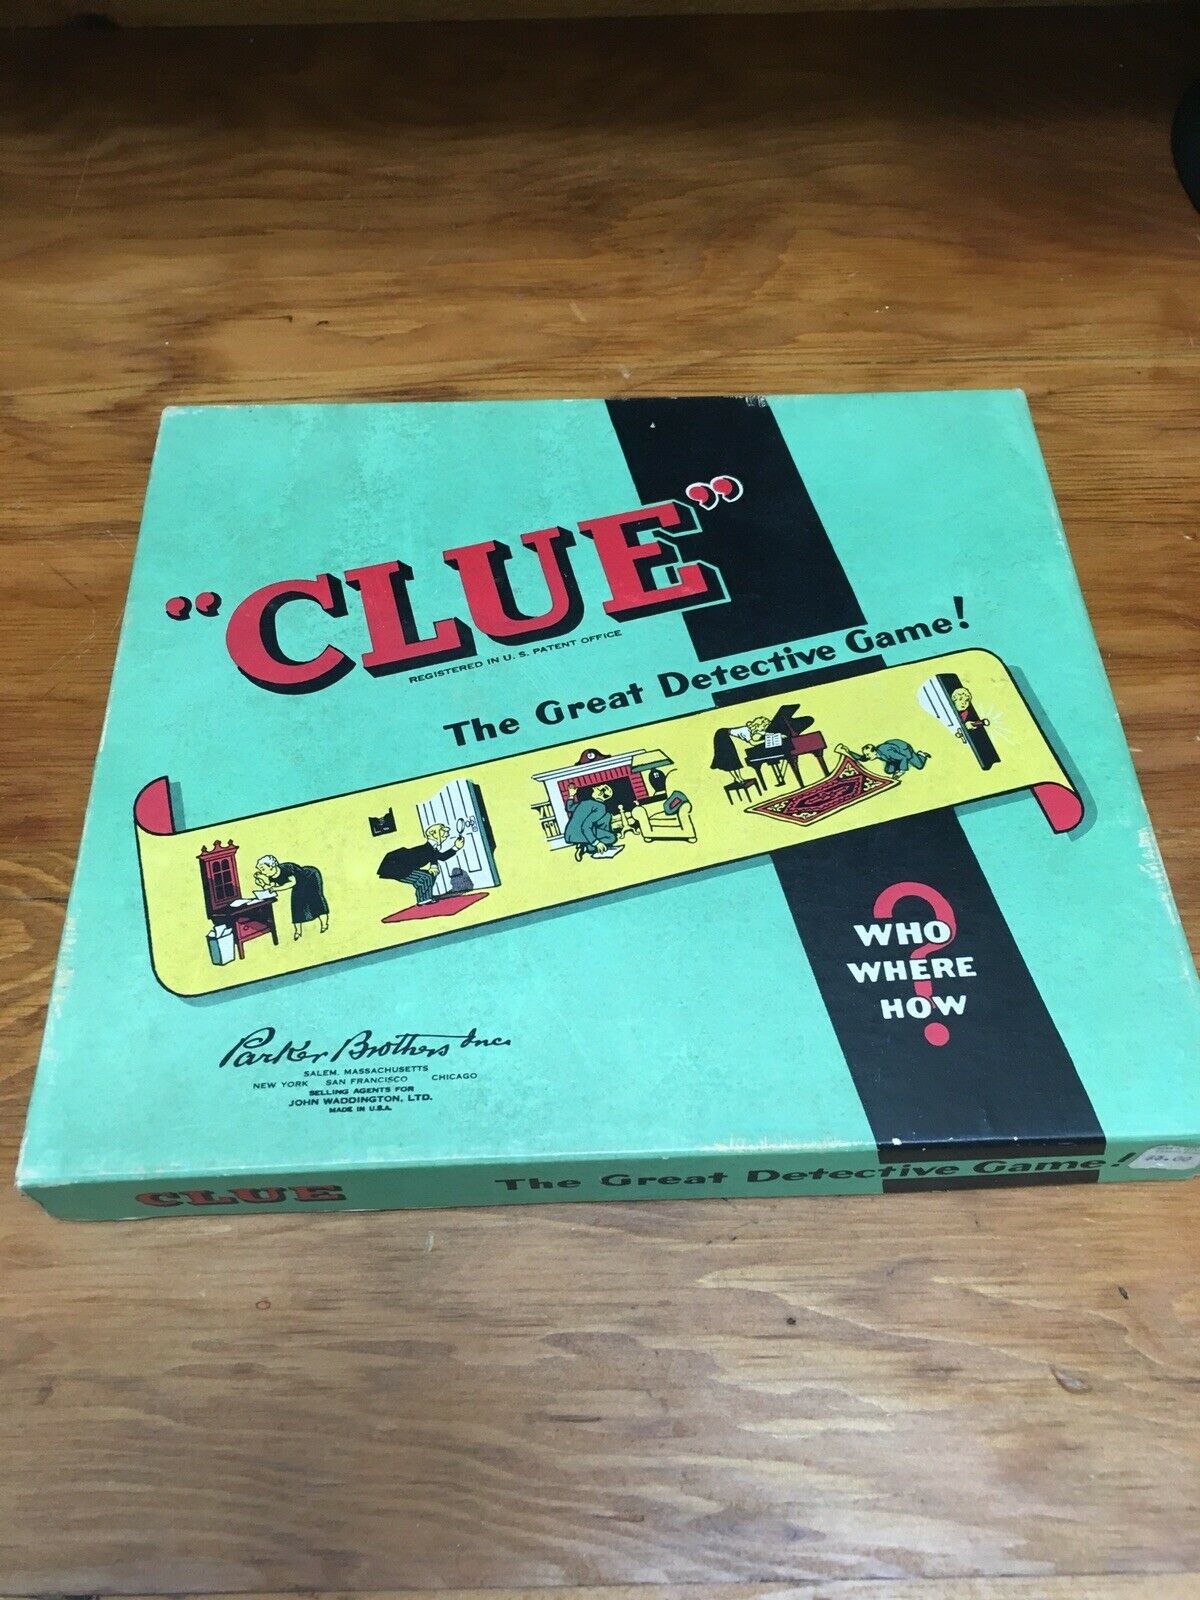 "CLUE"
REGISTERED IN U. S. PATENT OFFICE
The Great Detective Game!
?
WHO
WHERE
HOW
Parker Brothers Inc.
SALEM, MASSACHUSETTS
NEW YORK SAN FRANCISCO CHICAGO
SELLING AGENTS FOR
JOHN WADDINGTON, LTD.
MADE IN U.S.A.
CLUE The Great Detective Game!